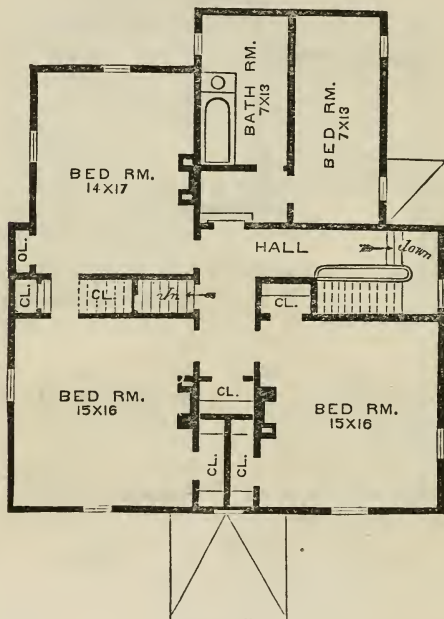 BATH RM.
7X13
BED RM.
7X13
BED RM.
14X17
HALL
down
CL.
CL.
CL.
CL.
BED RM.
15X16
CL.
BED RM.
15X16
CL.
CL.